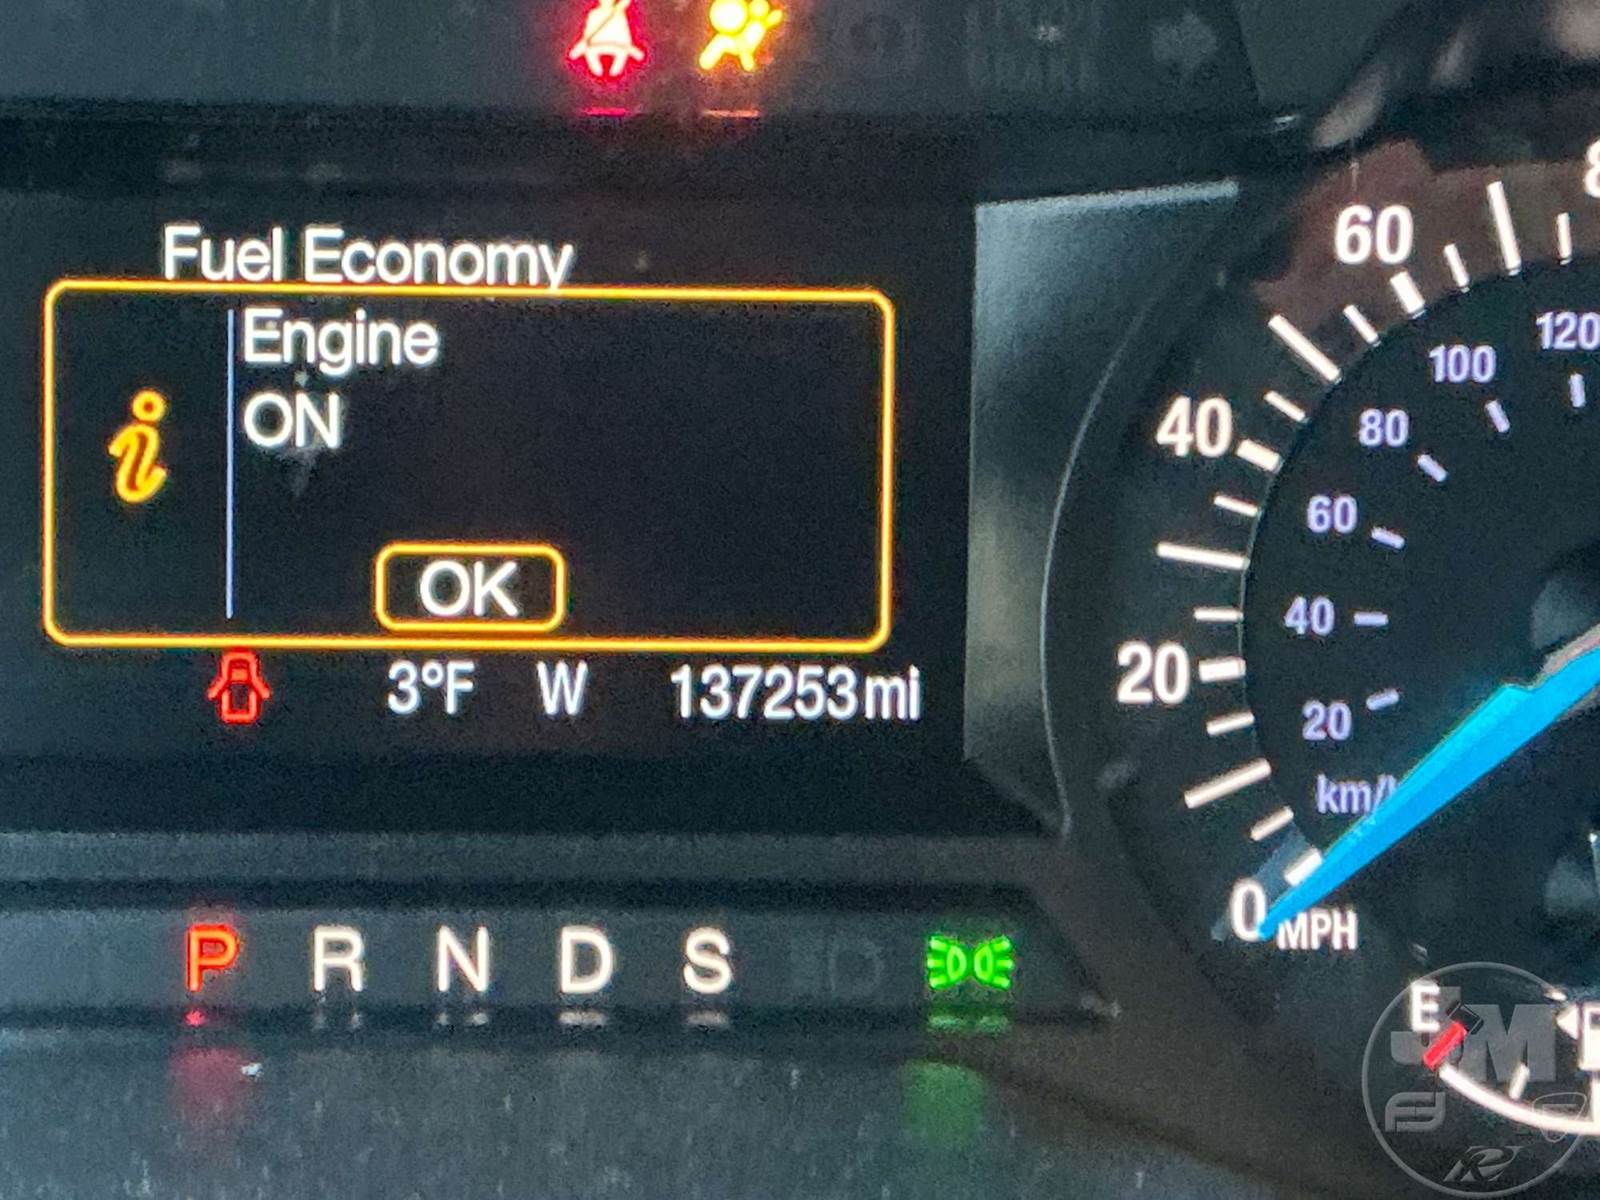 Fuel Economy
Engine
ON
OK
3°F W 137253mi
P R N D S
60
40
20
0 MPH
120
100
80
60
40
20
km/
E
JM